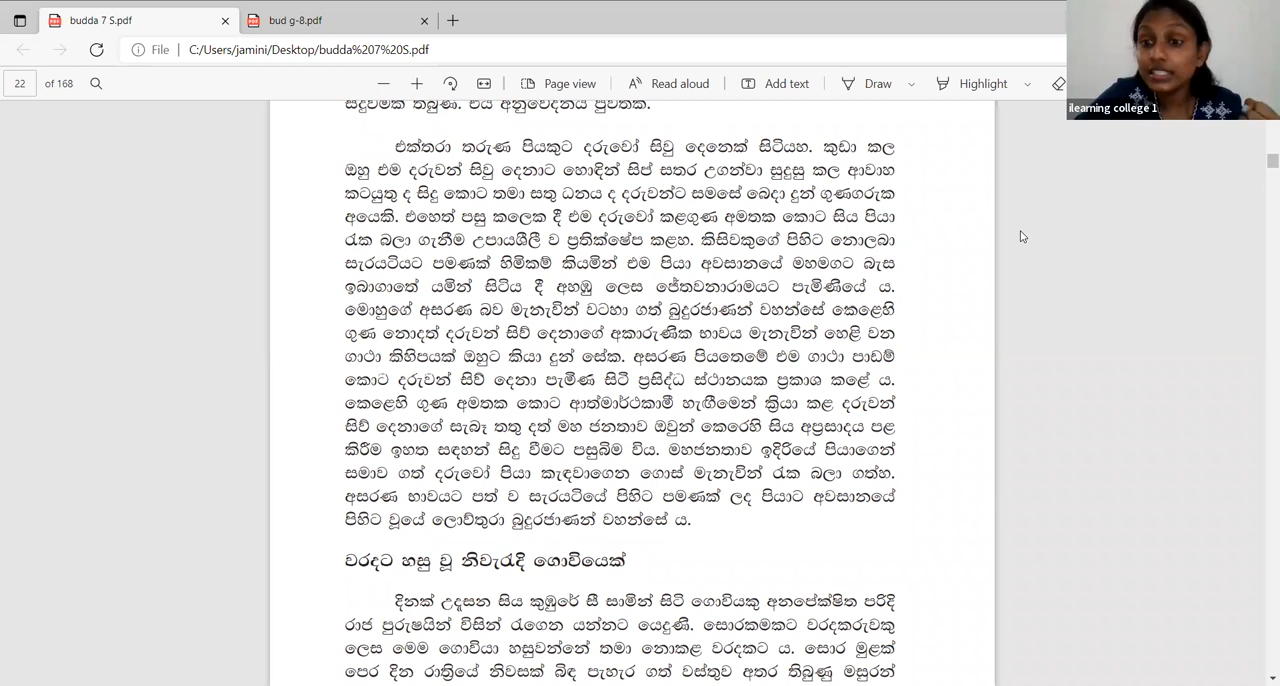 budda 7 S.pdf
bud g-8.pdf
File
C:/Users/jamini/Desktop/budda%207%20S.pdf
22 of 168
Page view
Read aloud
Add text
Draw
Highlight
ilearning college 1
සිදුවීමක් තිබුණි. එය අනුවේදනීය පුවතකි.
එක්තරා තරුණ පියකුට දරුවෝ සිවු දෙනෙක් සිටියහ. කුඩා කල
ඔහු එම දරුවන් සිවු දෙනාට හොඳින් සිප් සතර උගන්වා සුදුසු කල ආවාහ
කටයුතු ද සිදු කොට තමා සතු ධනය ද දරුවන්ට සමසේ බෙදා දුන් ගුණගරුක
අයෙකි. එහෙත් පසු කලෙක දී එම දරුවෝ කළගුණ අමතක කොට සිය පියා
රැක බලා ගැනීම උපායශීලී ව ප්‍රතික්ෂේප කළහ. කිසිවකුගේ පිහිට නොලබා
සැරයටියට පමණක් හිමිකම් කියමින් එම පියා අවසානයේ මහමගට බැස
ඉබාගාතේ යමින් සිටිය දී අහඹු ලෙස ජේතවනාරාමයට පැමිණියේ ය.
මොහුගේ අසරණ බව මැනැවින් වටහා ගත් බුදුරජාණන් වහන්සේ කෙළෙහි
ගුණ නොදත් දරුවන් සිව් දෙනාගේ අකාරුණික භාවය මැනැවින් හෙළි වන
ගාථා කිහිපයක් ඔහුට කියා දුන් සේක. අසරණ පියතෙමේ එම ගාථා පාඩම්
කොට දරුවන් සිව් දෙනා පැමිණ සිටි ප්‍රසිද්ධ ස්ථානයක ප්‍රකාශ කළේ ය.
කෙළෙහි ගුණ අමතක කොට ආත්මාර්ථකාමී හැඟීමෙන් ක්‍රියා කළ දරුවන්
සිව් දෙනාගේ සැබෑ තතු දත් මහ ජනතාව ඔවුන් කෙරෙහි සිය අප්‍රසාදය පළ
කිරීම ඉහත සඳහන් සිදු වීමට පසුබිම විය. මහජනතාව ඉදිරියේ පියාගෙන්
සමාව ගත් දරුවෝ පියා කැඳවාගෙන ගොස් මැනැවින් රැක බලා ගත්හ.
අසරණ භාවයට පත් ව සැරයටියේ පිහිට පමණක් ලද පියාට අවසානයේ
පිහිට වූයේ ලොව්තුරා බුදුරජාණන් වහන්සේ ය.
වරදට හසු වූ නිවැරැදි ගොවියෙක්
දිනක් උදෑසන සිය කුඹුරේ සී සාමින් සිටි ගොවියකු අනපේක්ෂිත පරිදි
රාජ පුරුෂයින් විසින් රැගෙන යන්නට යෙදුණි. සොරකමකට වරදකරුවකු
ලෙස මෙම ගොවියා හසුවන්නේ තමා නොකළ වරදකට ය. සොර මුළක්
පෙර දින රාත්‍රියේ නිවසක් බිඳ පැහැර ගත් වස්තුව අතර තිබුණු මසුරන්